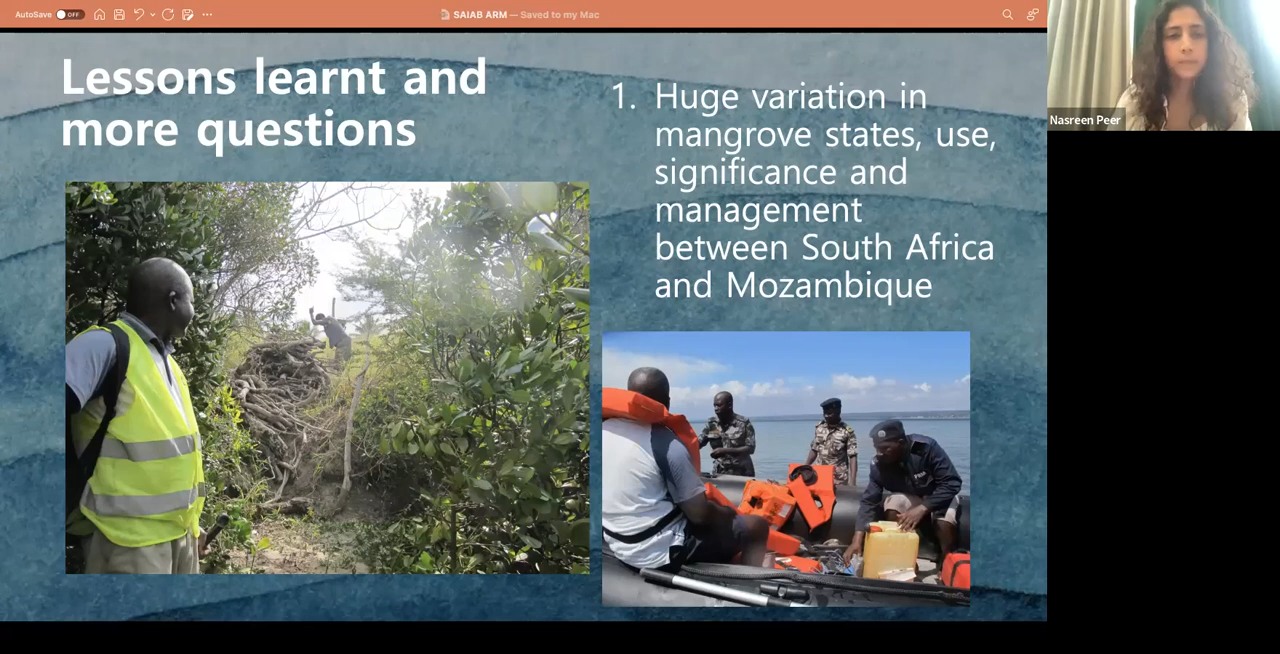 AutoSave OFF
SAIAB ARM — Saved to my Mac
Lessons learnt and
more questions
1. Huge variation in
mangrove states, use,
significance and
management
between South Africa
and Mozambique
Nasreen Peer